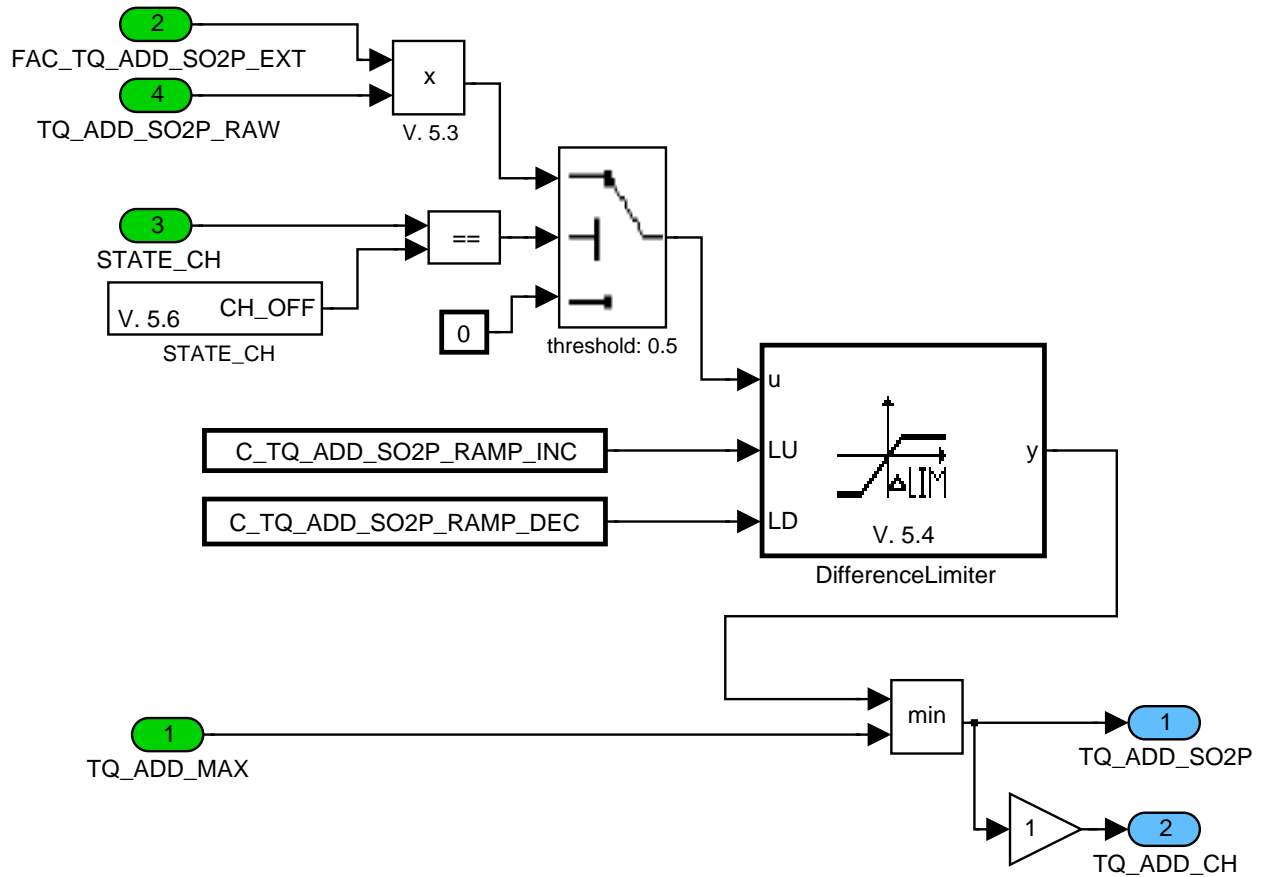 2
FAC_TQ_ADD_SO2P_EXT
4
TQ_ADD_SO2P_RAW
x
V. 5.3
3
STATE_CH
==
V. 5.6
CH_OFF
STATE_CH
0
threshold: 0.5
C_TQ_ADD_SO2P_RAMP_INC
C_TQ_ADD_SO2P_RAMP_DEC
u
LU
LD
y
ΔLIM
V. 5.4
DifferenceLimiter
1
TQ_ADD_MAX
min
1
TQ_ADD_SO2P
1
2
TQ_ADD_CH